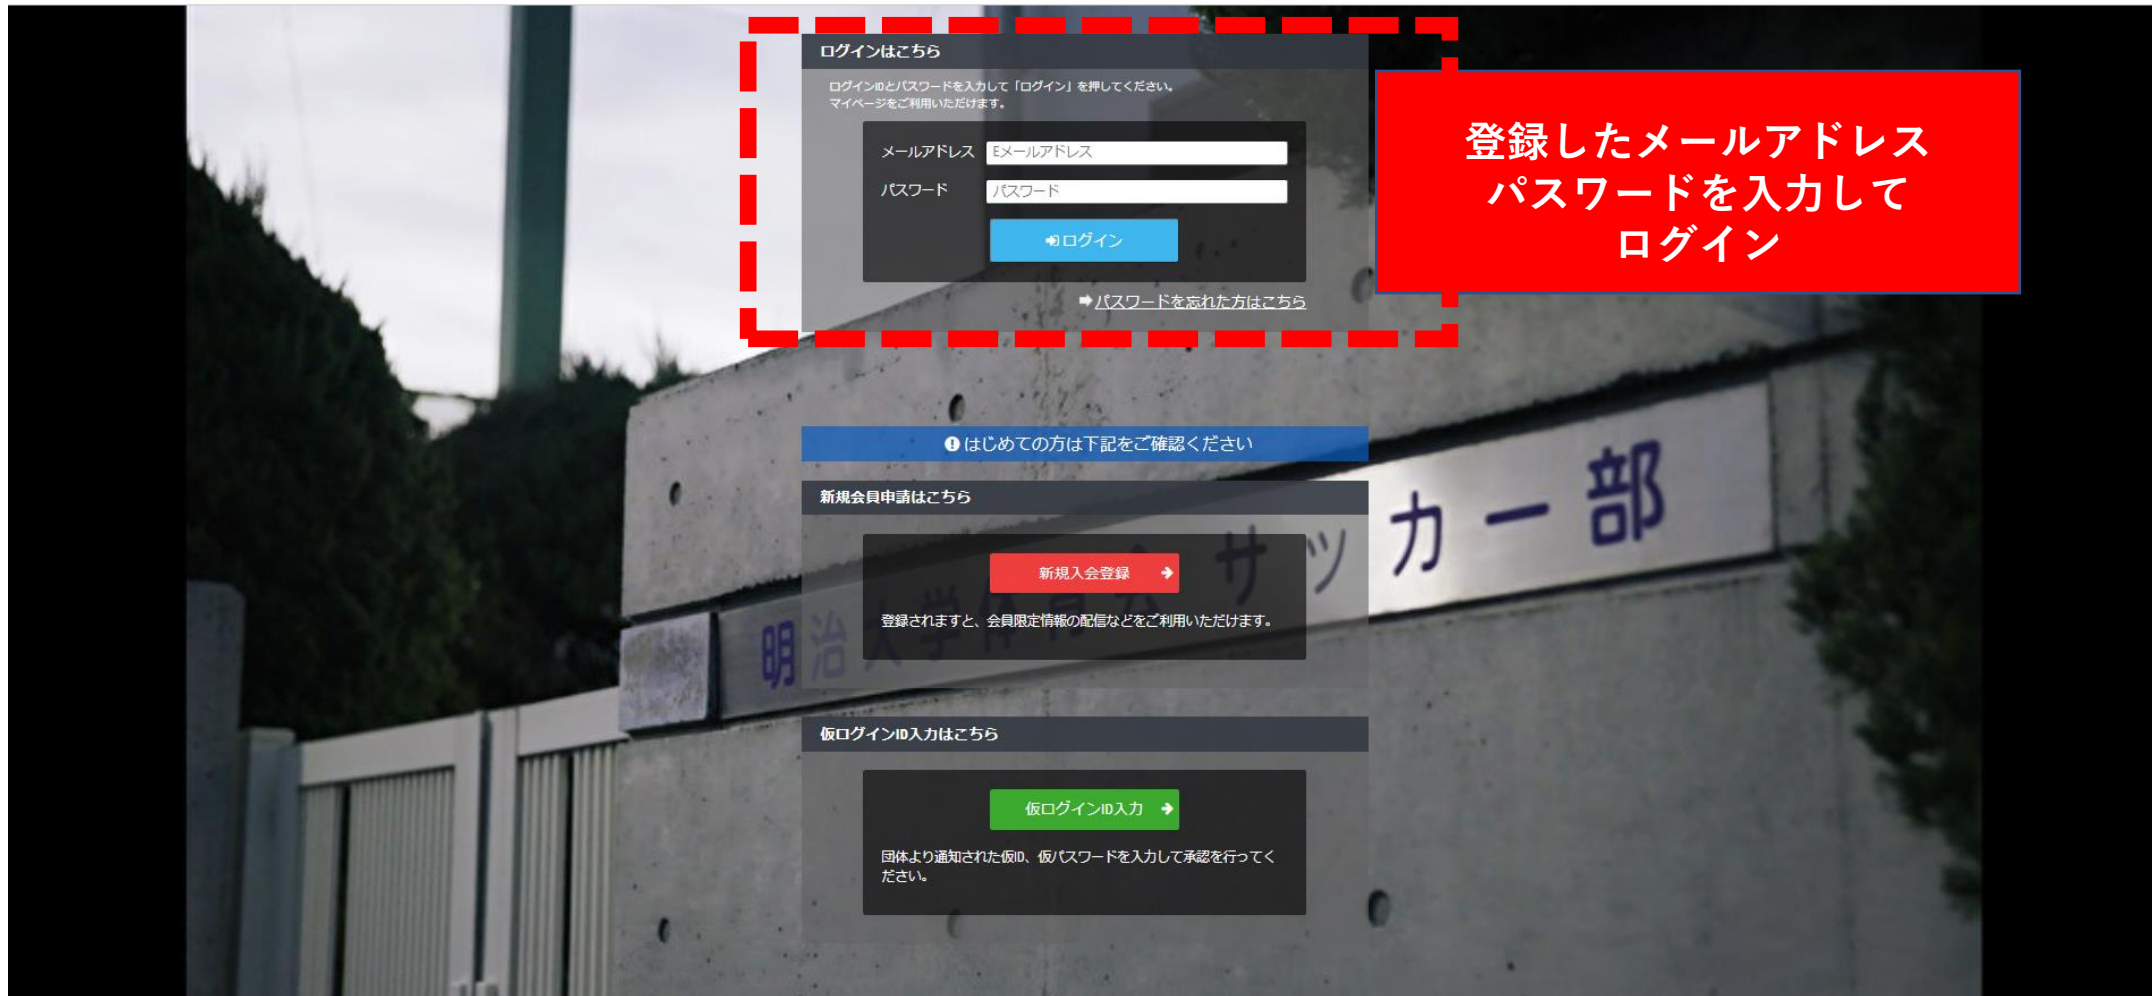 ログインはこちら
ログインIDとパスワードを入力して「ログイン」を押してください。
マイページをご利用いただけます。
メールアドレス Eメールアドレス
パスワード パスワード
ログイン
パスワードを忘れた方はこちら
登録したメールアドレス
パスワードを入力して
ログイン
はじめての方は下記をご確認ください
新規会員申請はこちら
新規入会登録
登録されますと、会員限定情報の配信などをご利用いただけます。
明治大学体育会 サッカー部
仮ログインID入力はこちら
仮ログインID入力
団体より通知された仮ID、仮パスワードを入力して承認を行ってく
ださい。